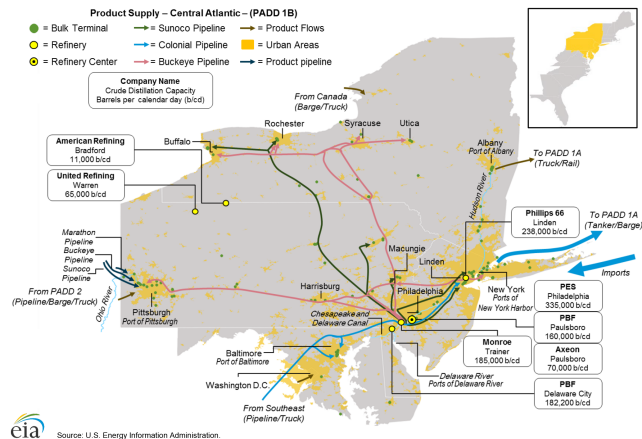 Product Supply – Central Atlantic – (PADD 1B)
= Bulk Terminal
= Sunoco Pipeline
= Product Flows
= Refinery
= Colonial Pipeline
= Urban Areas
= Refinery Center
= Buckeye Pipeline
= Product pipeline
Company Name
Crude Distillation Capacity
Barrels per calendar day (b/cd)
From Canada
(Barge/Truck)
Rochester
Syracuse
Utica
Buffalo
Albany
Port of Albany
To PADD 1A
(Truck/Rail)
American Refining
Bradford
11,000 b/cd
United Refining
Warren
65,000 b/cd
Hudson River
Phillips 66
Linden
238,000 b/cd
To PADD 1A
(Tanker/Barge)
Marathon
Pipeline
Buckeye
Pipeline
Sunoco
Pipeline
Macungie
Linden
Imports
From PADD 2
(Pipeline/Barge/Truck)
Ohio River
Pittsburgh
Port of Pittsburgh
Harrisburg
Philadelphia
New York
Ports of
New York Harbor
Chesapeake and
Delaware Canal
PES
Philadelphia
335,000 b/cd
PBF
Paulsboro
160,000 b/cd
Monroe
Trainer
185,000 b/cd
Axeon
Paulsboro
70,000 b/cd
Baltimore
Port of Baltimore
Washington D.C.
Delaware River
Ports of Delaware River
PBF
Delaware City
182,200 b/cd
From Southeast
(Pipeline/Truck)
eia
Source: U.S. Energy Information Administration.